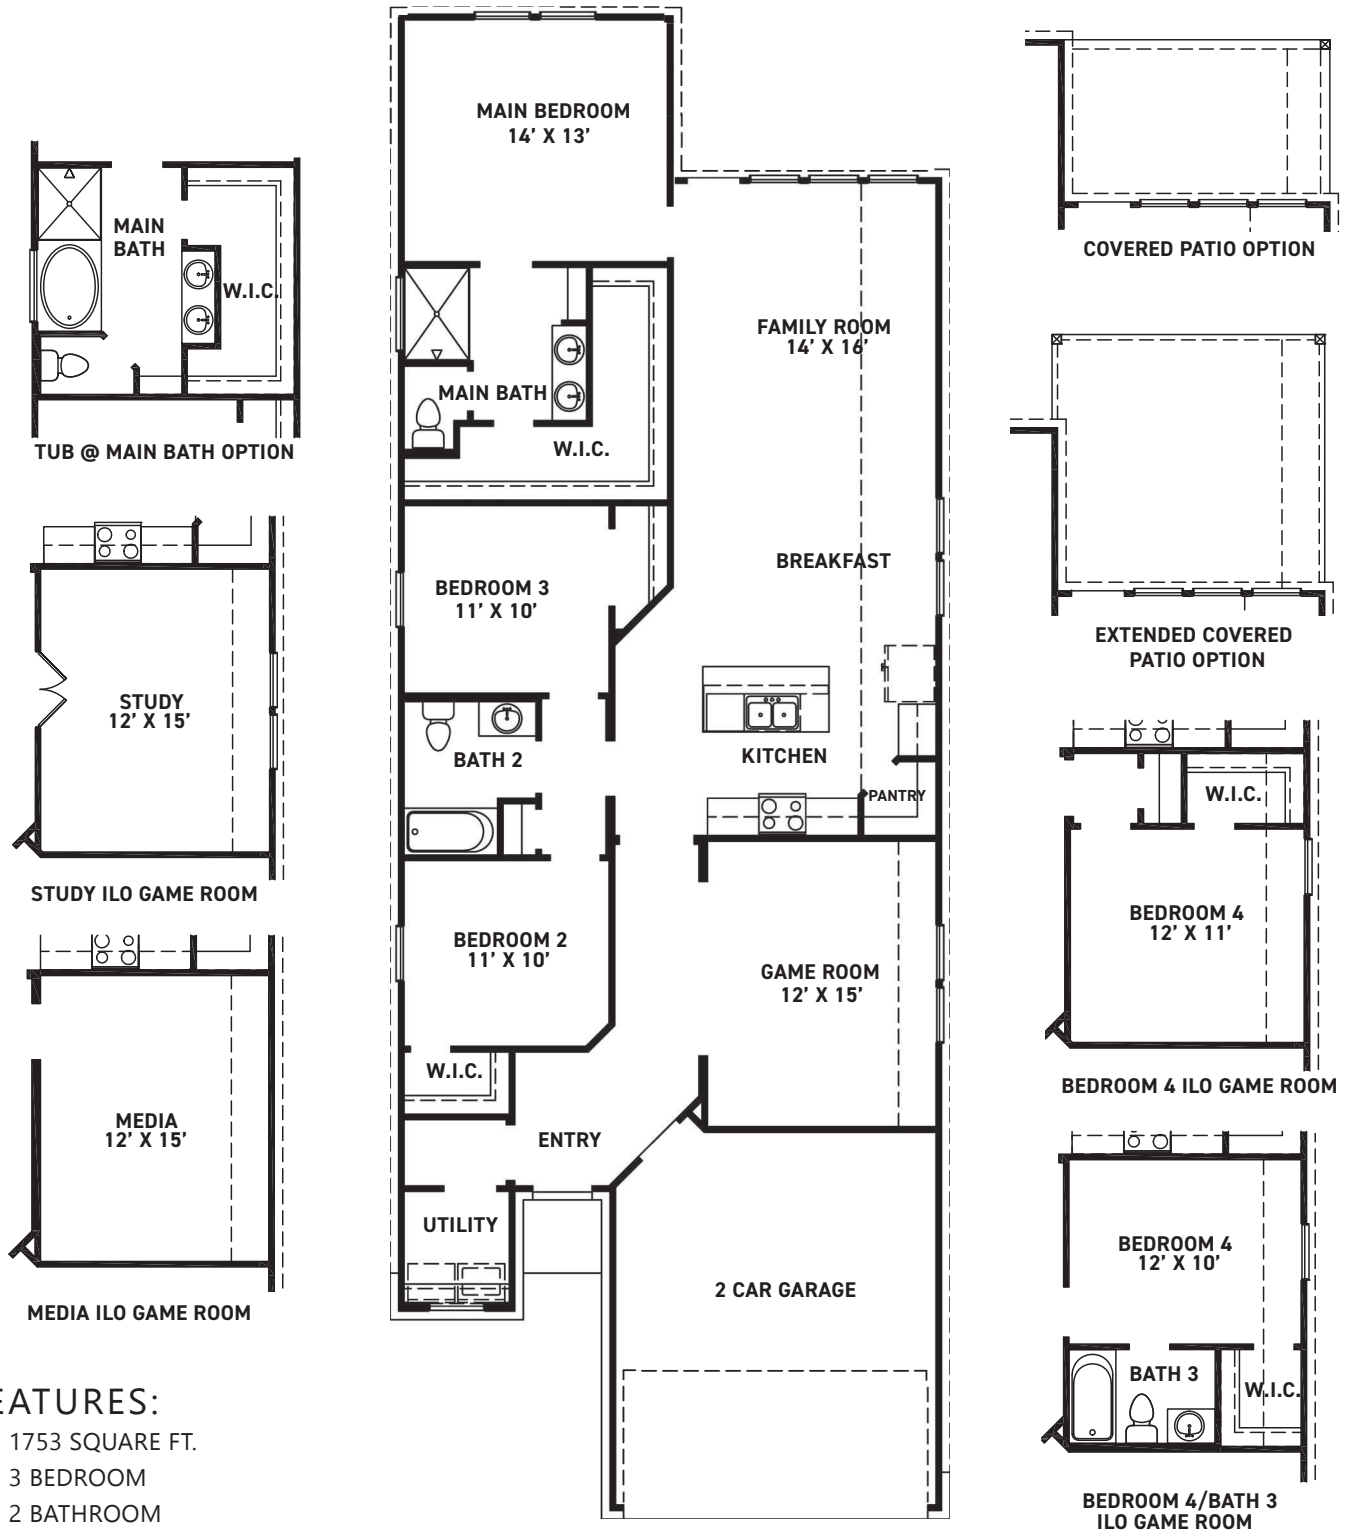 MAIN BEDROOM
14’ X 13’
FAMILY ROOM
14’ X 16’
MAIN BATH
W.I.C.
BREAKFAST
BEDROOM 3
11’ X 10’
BATH 2
KITCHEN
PANTRY
BEDROOM 2
11’ X 10’
GAME ROOM
12’ X 15’
W.I.C.
ENTRY
UTILITY
2 CAR GARAGE
MAIN
BATH
W.I.C.
TUB @ MAIN BATH OPTION
STUDY
12’ X 15’
STUDY ILO GAME ROOM
MEDIA
12’ X 15’
MEDIA ILO GAME ROOM
EATURES:
1753 SQUARE FT.
3 BEDROOM
2 BATHROOM
COVERED PATIO OPTION
EXTENDED COVERED
PATIO OPTION
W.I.C.
BEDROOM 4
12’ X 11’
BEDROOM 4 ILO GAME ROOM
BEDROOM 4
12’ X 10’
BATH 3
W.I.C.
BEDROOM 4/BATH 3
ILO GAME ROOM